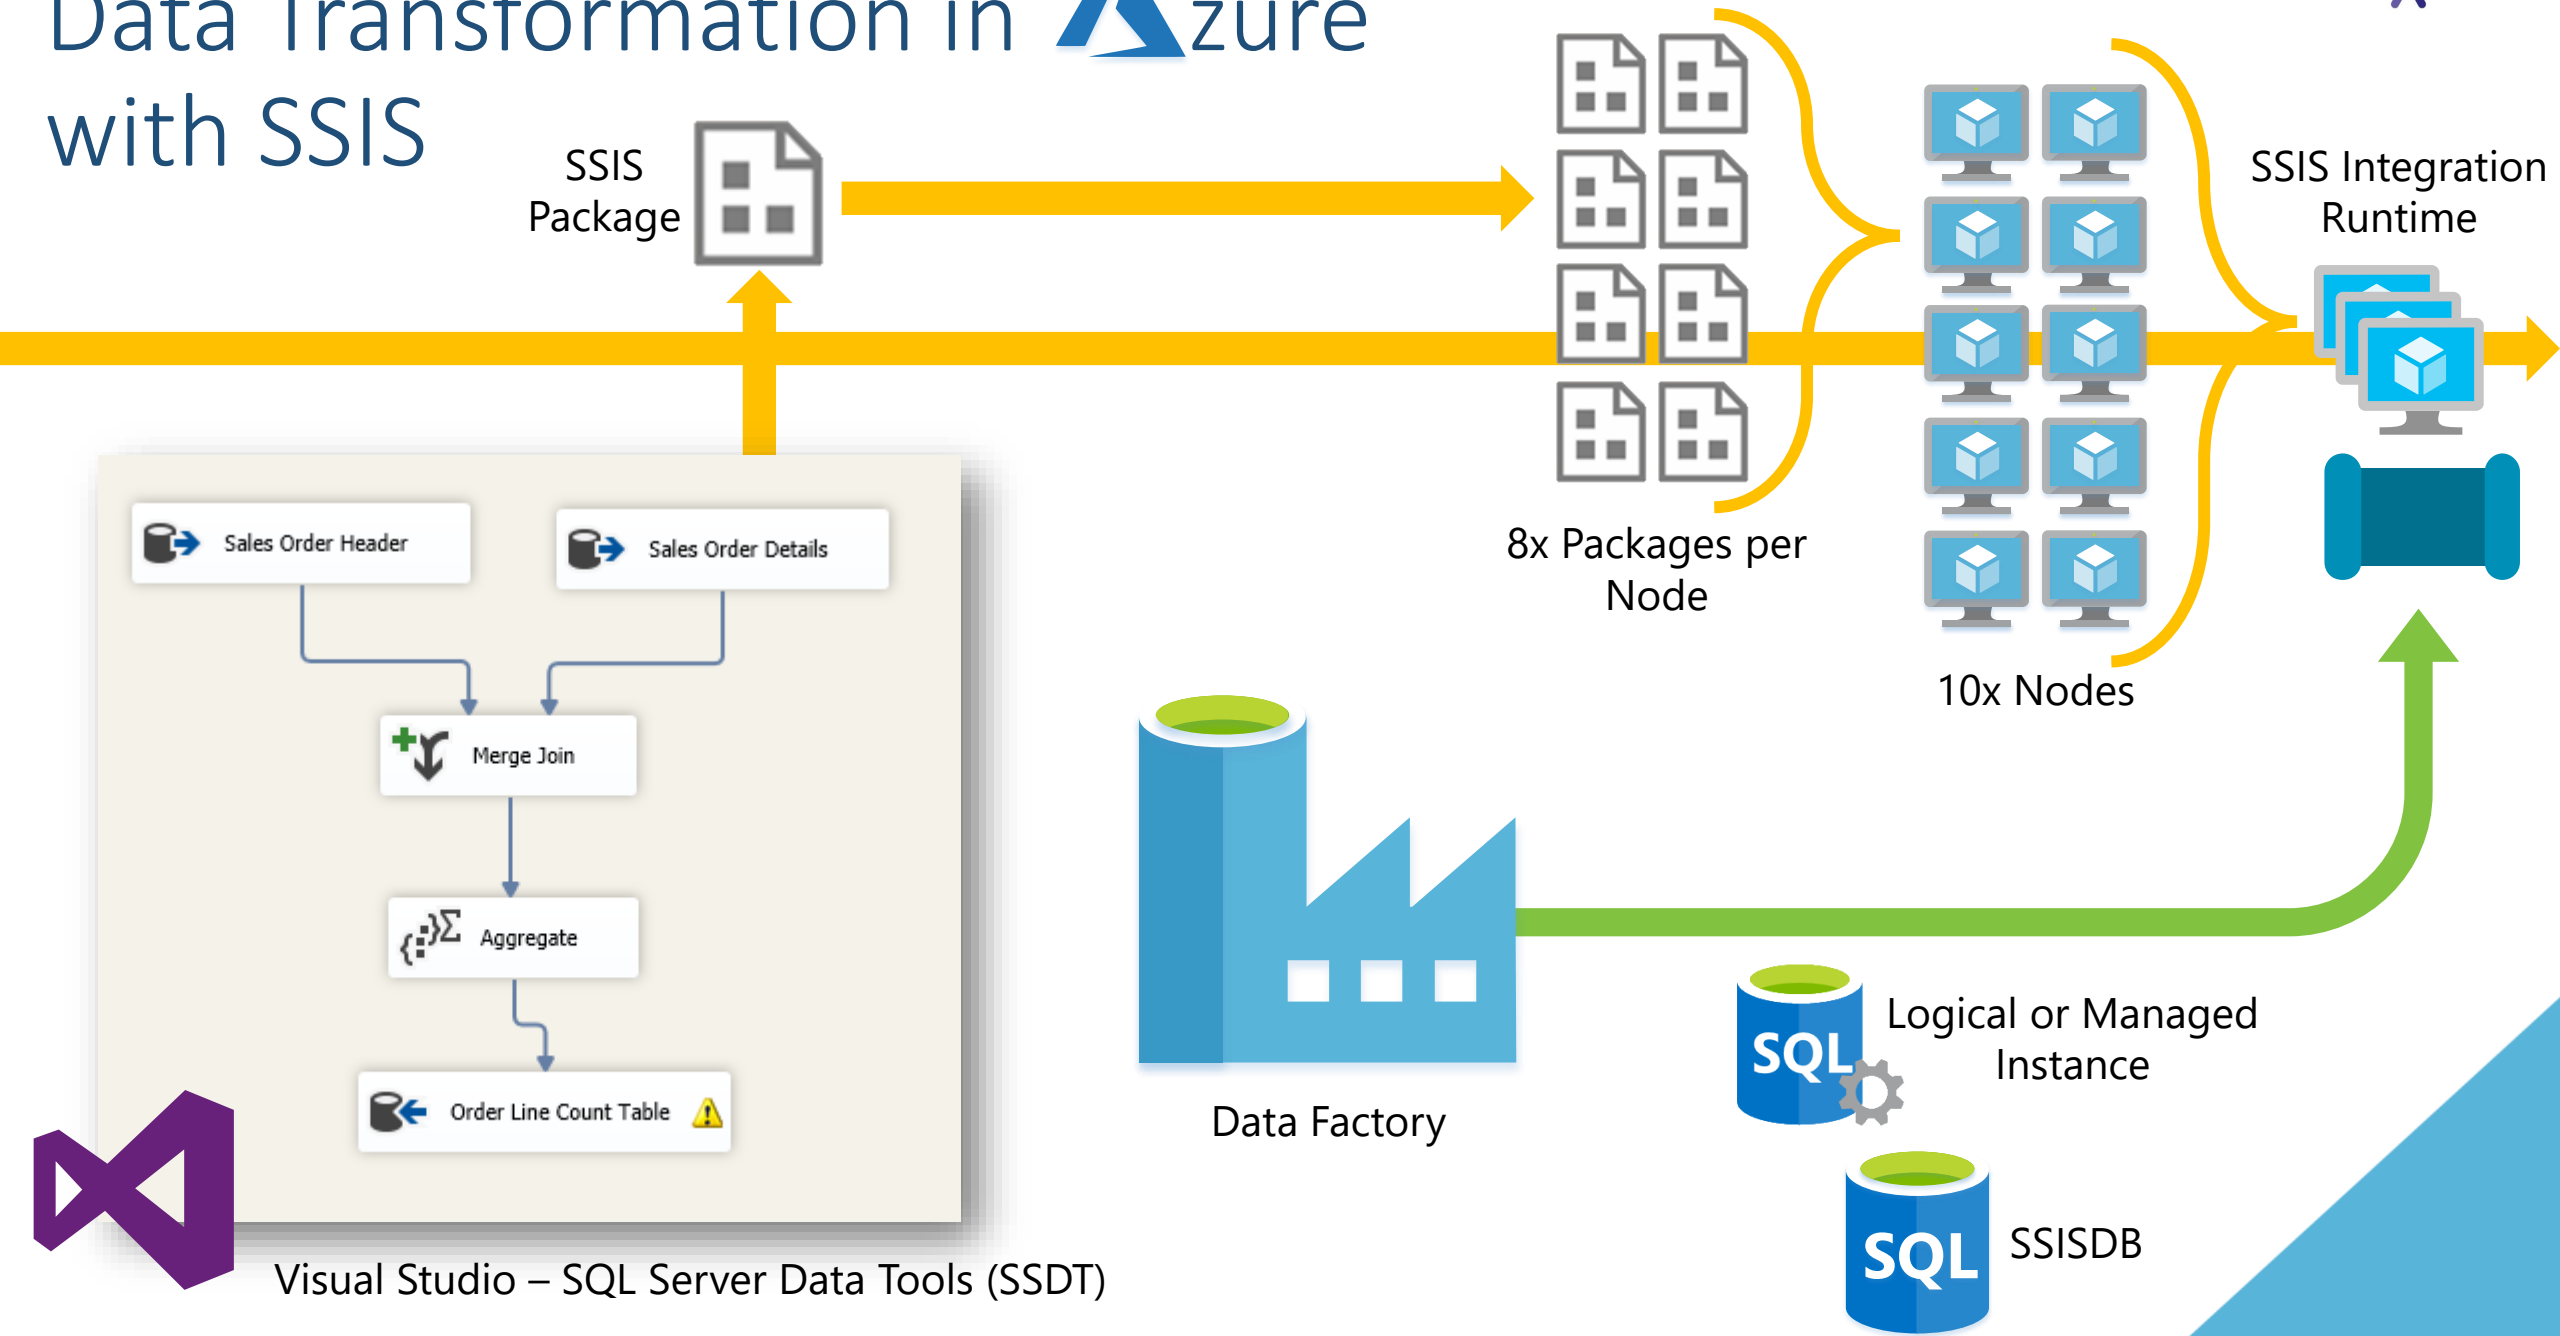 Data Transformation in Azure
with SSIS
SSIS
Package
SSIS Integration
Runtime
8x Packages per
Node
10x Nodes
Sales Order Header
Sales Order Details
Merge Join
Aggregate
Order Line Count Table
Visual Studio – SQL Server Data Tools (SSDT)
Data Factory
SQL
Logical or Managed
Instance
SQL
SSISDB